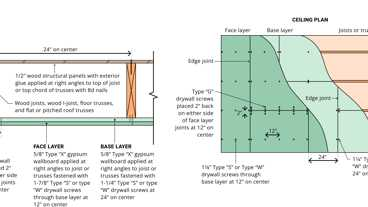 CEILING PLAN
Face layer
Base layer
Joists or
24" on center
1/2" wood structural panels with exterior
glue applied at right angles to top of joint
or top chord of trusses with 8d nails
Wood joists, wood I-joist, floor trusses,
and flat or pitched roof trusses
Edge joint
Type "G"
drywall screws
placed 2" back
on either side
of face layer
joints at 12" on
center
2"
12"
Edge joint
24"
FACE LAYER
5/8" Type "X" gypsum
wallboard applied at
right angles to joist or
trusses fastened with
1-7/8" Type "S" or type
"W" drywall screws
through base layer at
12" on center
BASE LAYER
5/8" Type "X" gypsum
wallboard applied at
right angles to joist or
trusses fastened with
1-1/4" Type "S" or type
"W" drywall screws at
24" on center
2"
er side
joints
center
1⅞" Type "S" or Type "W"
drywall screws through
base layer at 12" on center
"W"
24"